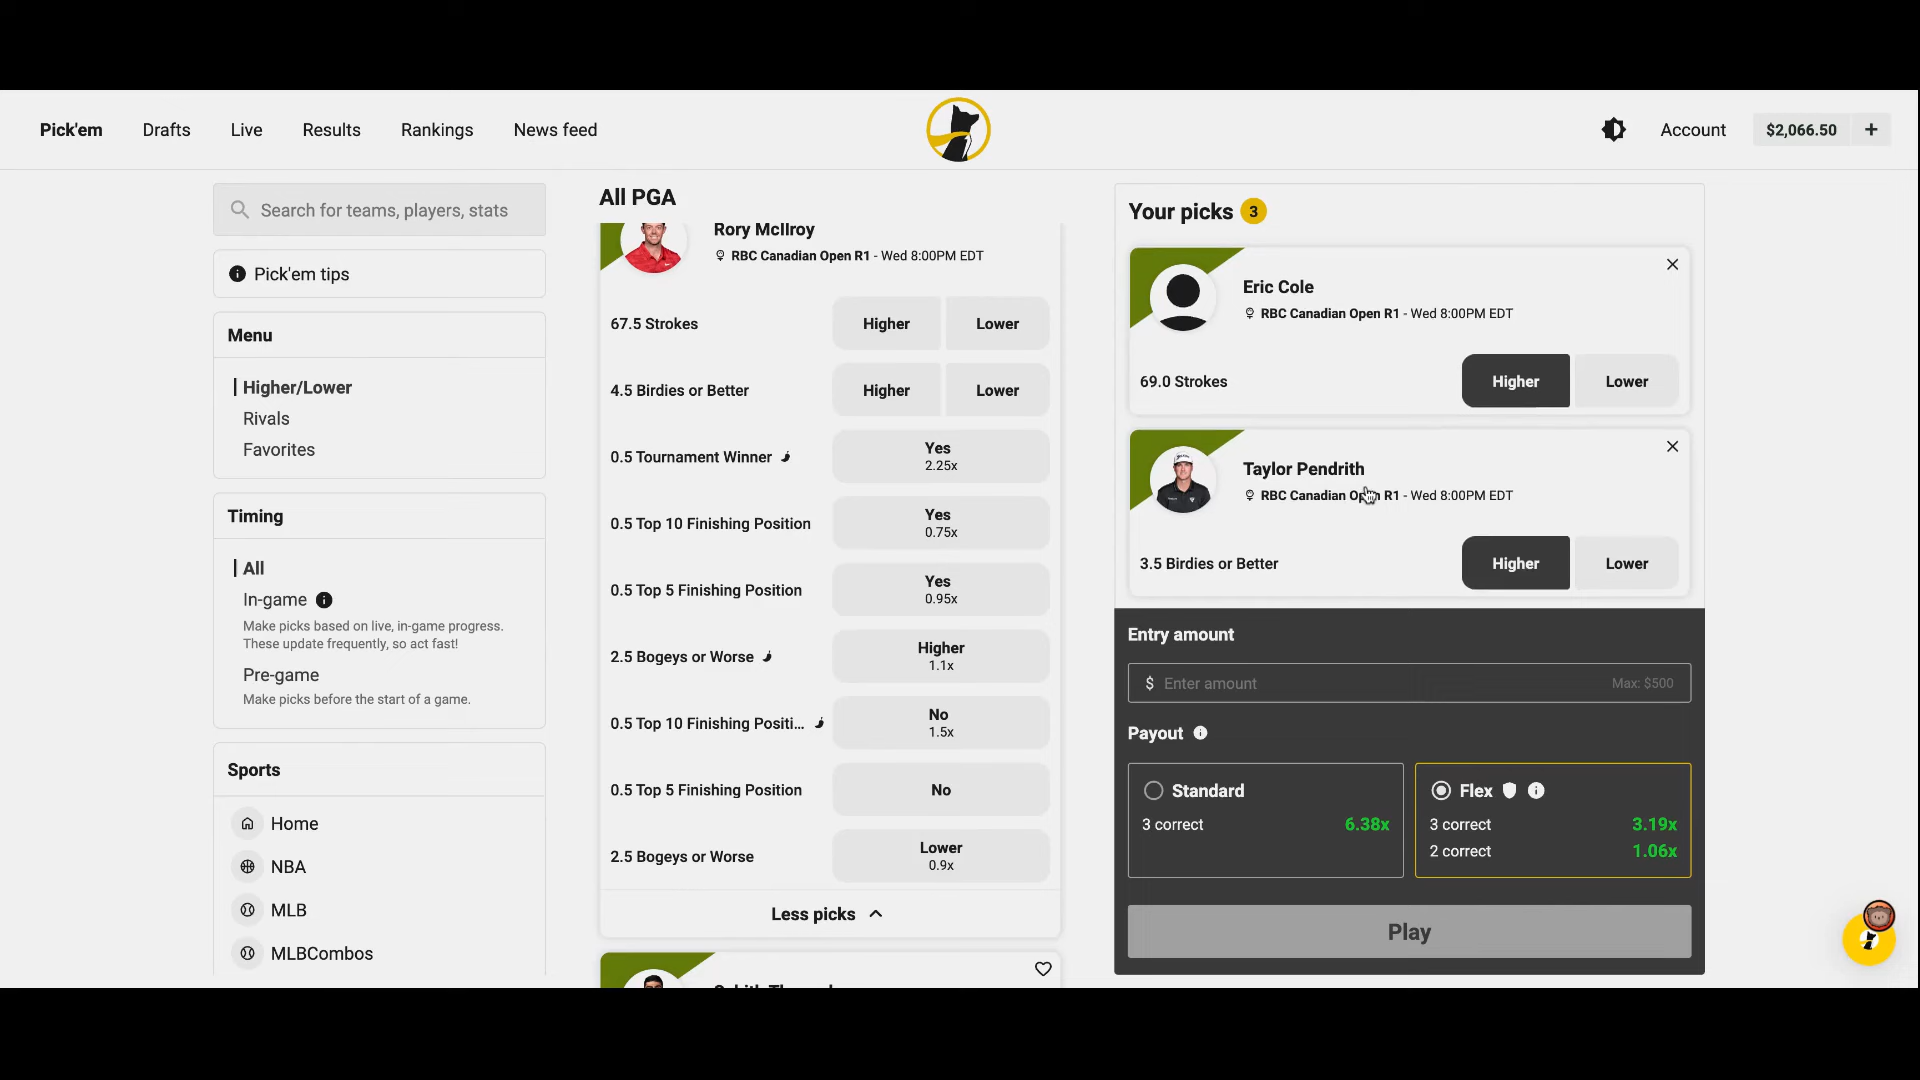 Pick'em
Drafts
Live
Results
Rankings
News feed
Account
$2,066.50
+
Search for teams, players, stats
Pick'em tips
Menu
Higher/Lower
Rivals
Favorites
Timing
All
In-game
Make picks based on live, in-game progress.
These update frequently, so act fast!
Pre-game
Make picks before the start of a game.
Sports
Home
NBA
MLB
MLBCombos
All PGA
Rory McIlroy
RBC Canadian Open R1 - Wed 8:00PM EDT
67.5 Strokes
Higher
Lower
4.5 Birdies or Better
Higher
Lower
0.5 Tournament Winner
Yes
2.25x
0.5 Top 10 Finishing Position
Yes
0.75x
0.5 Top 5 Finishing Position
Yes
0.95x
2.5 Bogeys or Worse
Higher
1.1x
0.5 Top 10 Finishing Positi...
No
1.5x
0.5 Top 5 Finishing Position
No
2.5 Bogeys or Worse
Lower
0.9x
Less picks
Your picks 3
Eric Cole
RBC Canadian Open R1 - Wed 8:00PM EDT
69.0 Strokes
Higher
Lower
Taylor Pendrith
RBC Canadian Open R1 - Wed 8:00PM EDT
3.5 Birdies or Better
Higher
Lower
Entry amount
$ Enter amount
Max: $500
Payout
Standard
3 correct 6.38x
Flex
3 correct 3.19x
2 correct 1.06x
Play